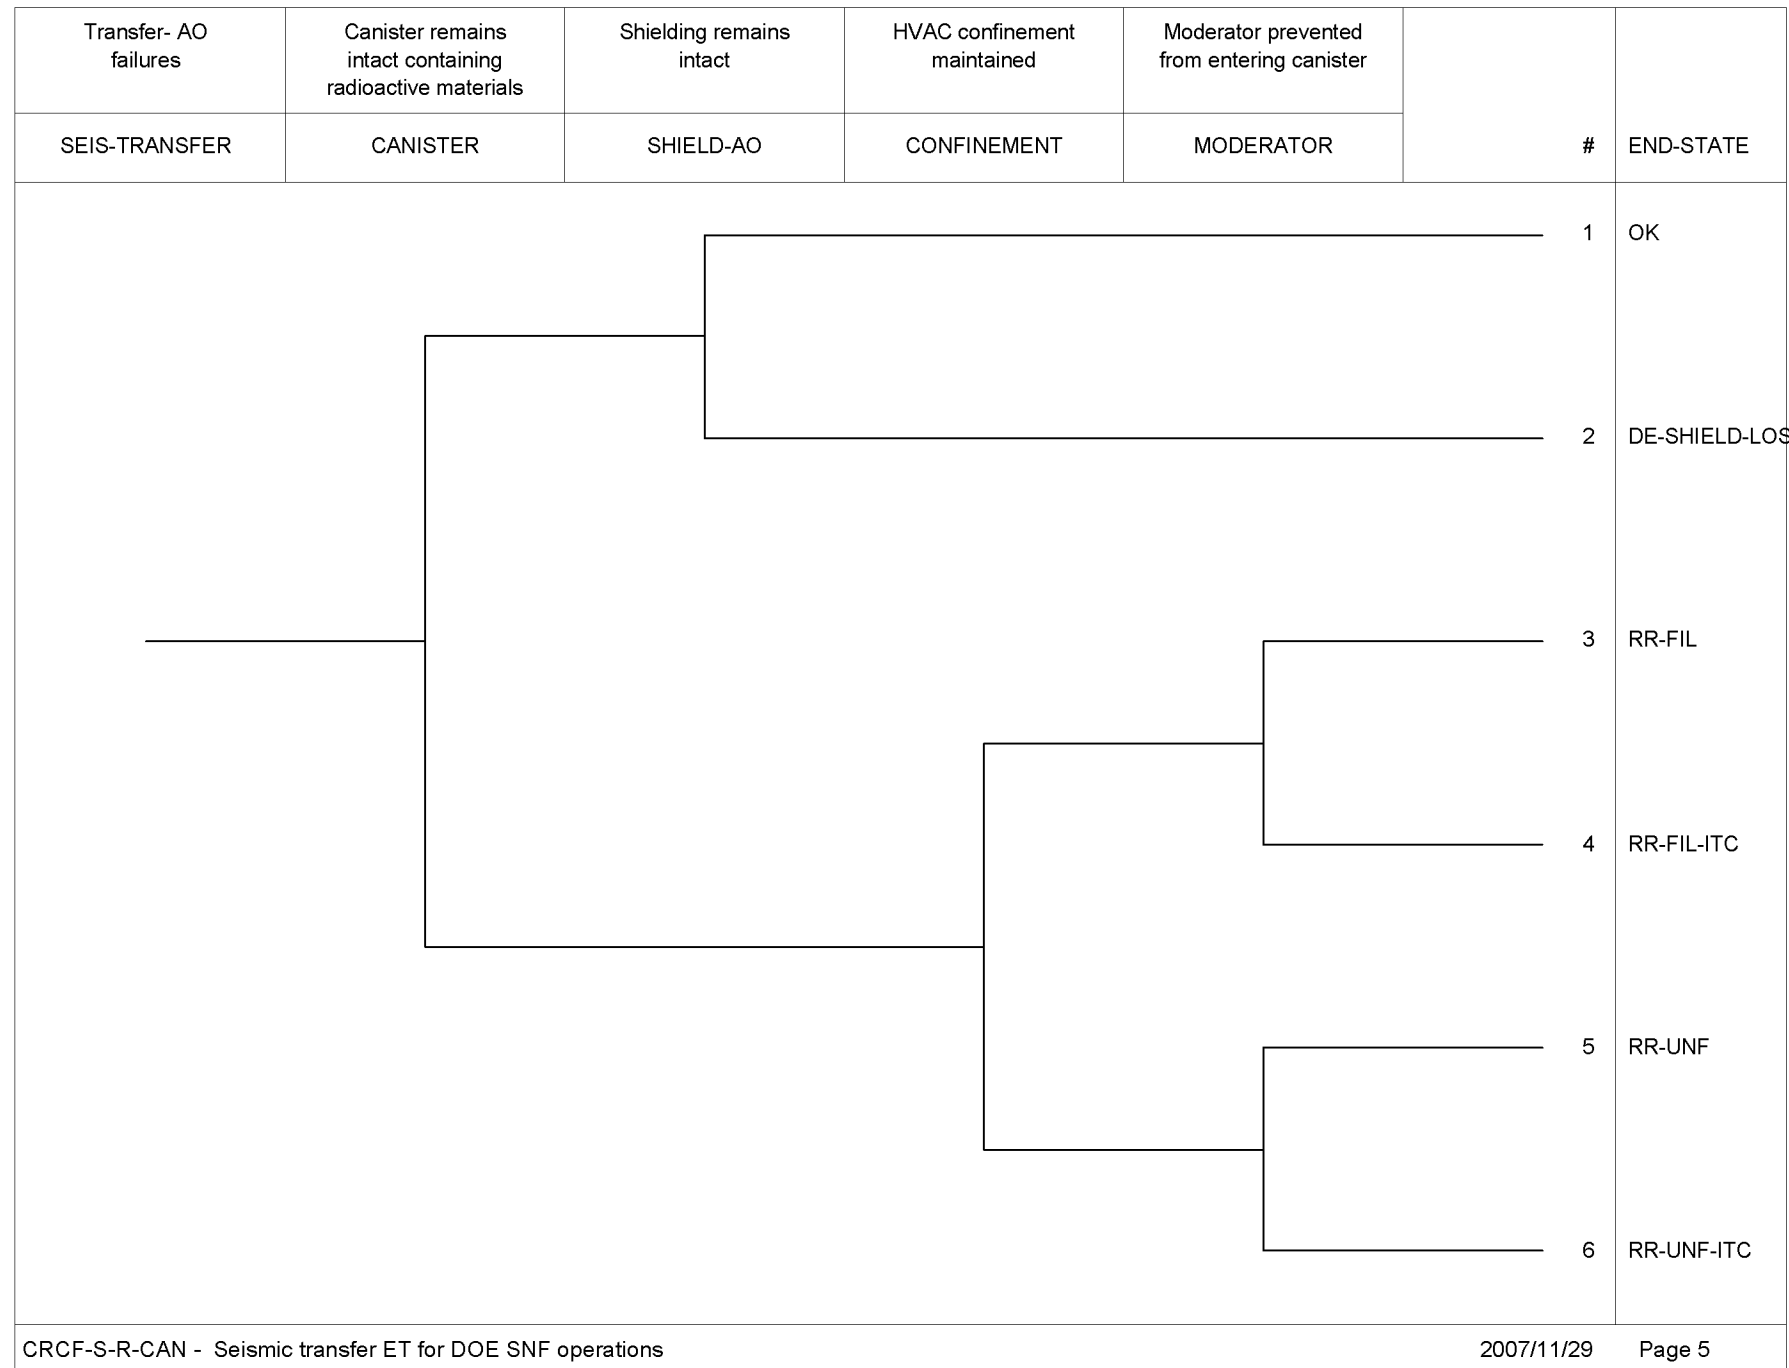 Transfer- AO
failures
Canister remains
intact containing
radioactive materials
Shielding remains
intact
HVAC confinement
maintained
Moderator prevented
from entering canister
SEIS-TRANSFER
CANISTER
SHIELD-AO
CONFINEMENT
MODERATOR
#
END-STATE
1 OK
2 DE-SHIELD-LOS
3 RR-FIL
4 RR-FIL-ITC
5 RR-UNF
6 RR-UNF-ITC
CRCF-S-R-CAN - Seismic transfer ET for DOE SNF operations
2007/11/29 Page 5